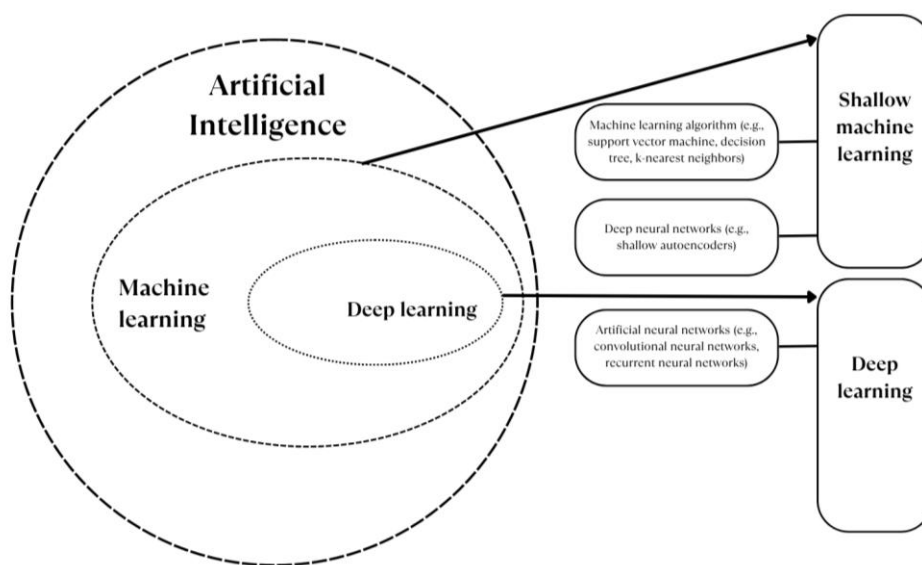 Artificial
Intelligence
Machine
learning
Deep learning
Machine learning algorithm (e.g.,
support vector machine, decision
tree, k-nearest neighbors)
Deep neural networks (e.g.,
shallow autoencoders)
Artificial neural networks (e.g.,
convolutional neural networks,
recurrent neural networks)
Shallow
machine
learning
Deep
learning